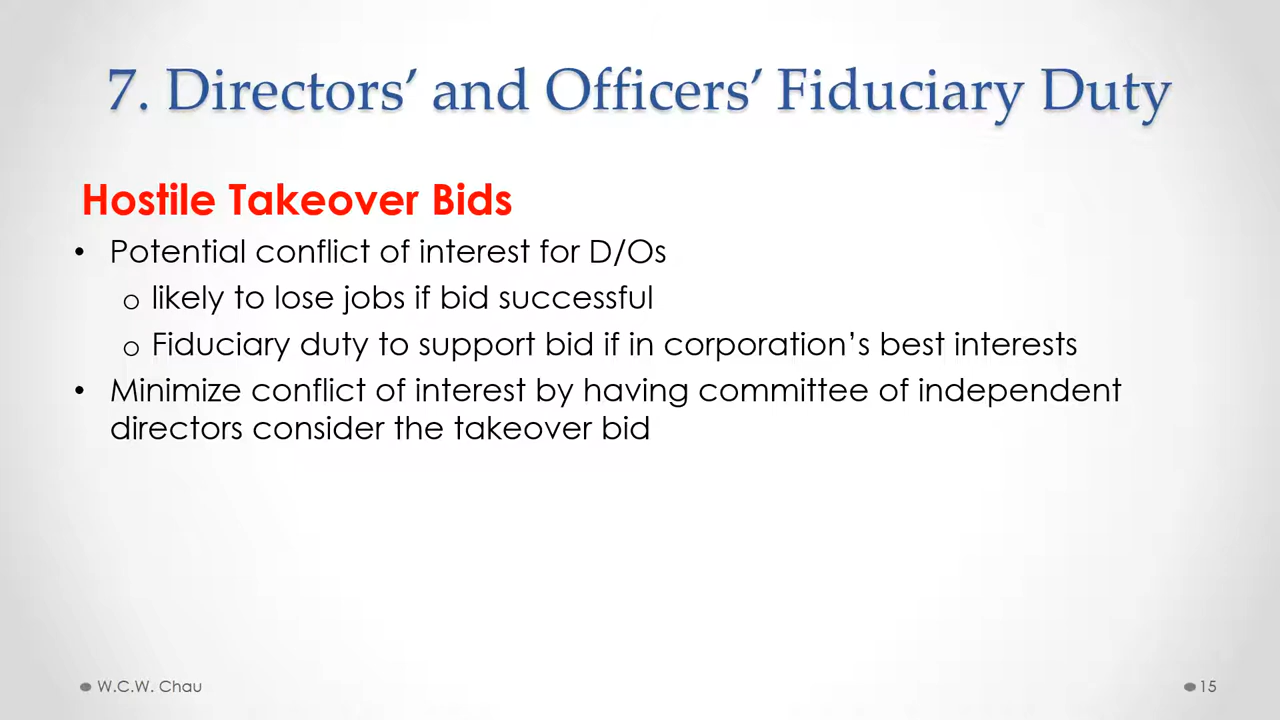 7. Directors’ and Officers’ Fiduciary Duty
Hostile Takeover Bids
• Potential conflict of interest for D/Os
o likely to lose jobs if bid successful
o Fiduciary duty to support bid if in corporation’s best interests
• Minimize conflict of interest by having committee of independent
directors consider the takeover bid
W.C.W. Chau
15